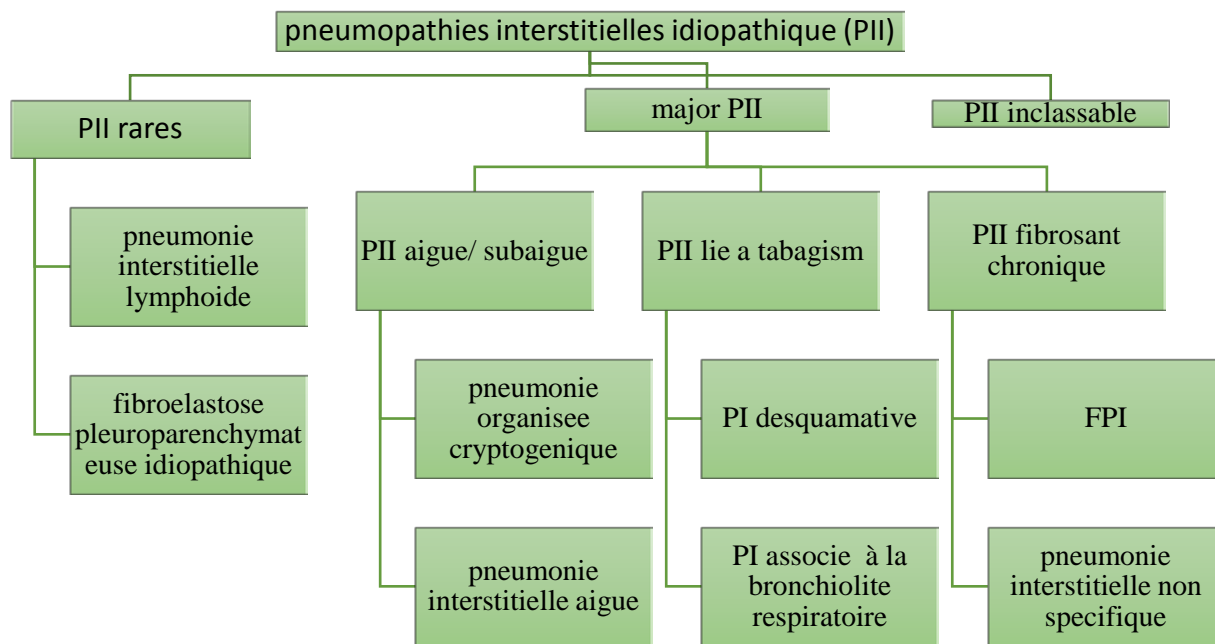 pneumopathies interstitielles idiopathique (PII)
PII rares
major PII
PII inclassable
pneumonie
interstitielle
lymphoide
fibroelastose
pleuroparenchymat
euse idiopathique
PII aigue/ subaigue
pneumonie
organisee
cryptogenique
pneumonie
interstitielle aigue
PII lie a tabagism
PI desquamative
PI associe à la
bronchiolite
respiratoire
PII fibrosant
chronique
FPI
pneumonie
interstitielle non
specifique